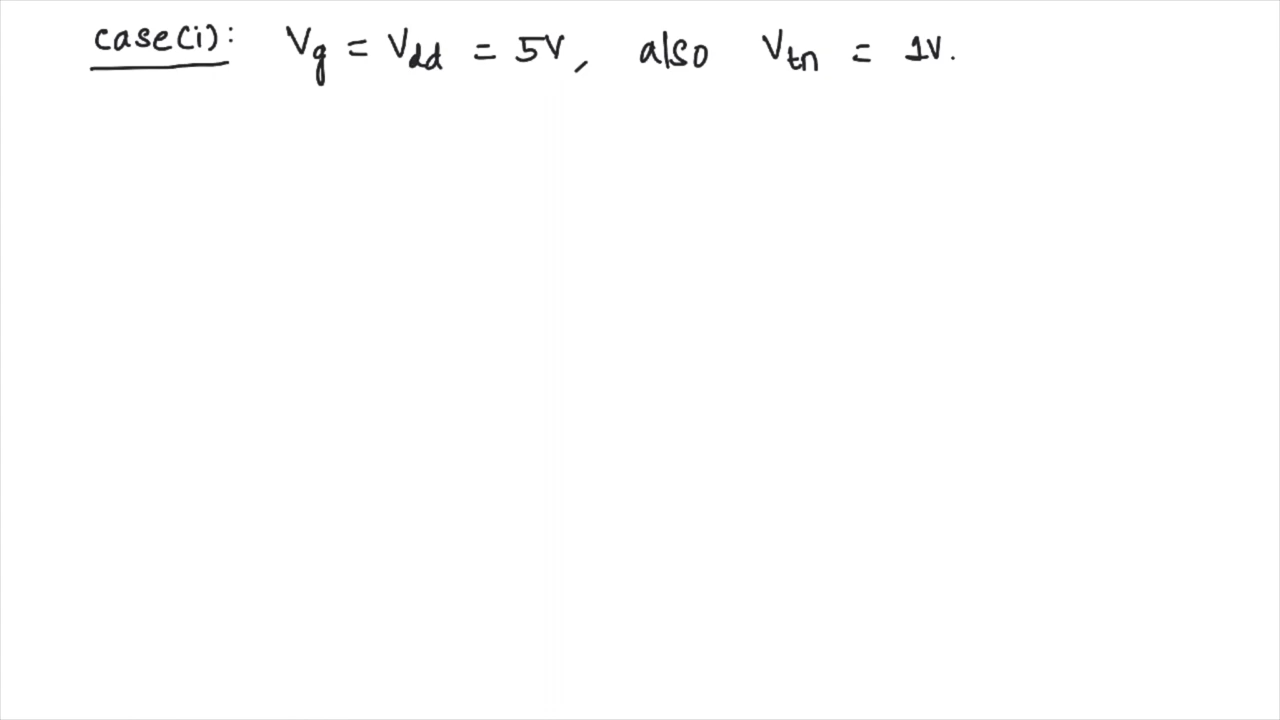 case(i): Vg = Vdd = 5V, also Vtn = 1V.